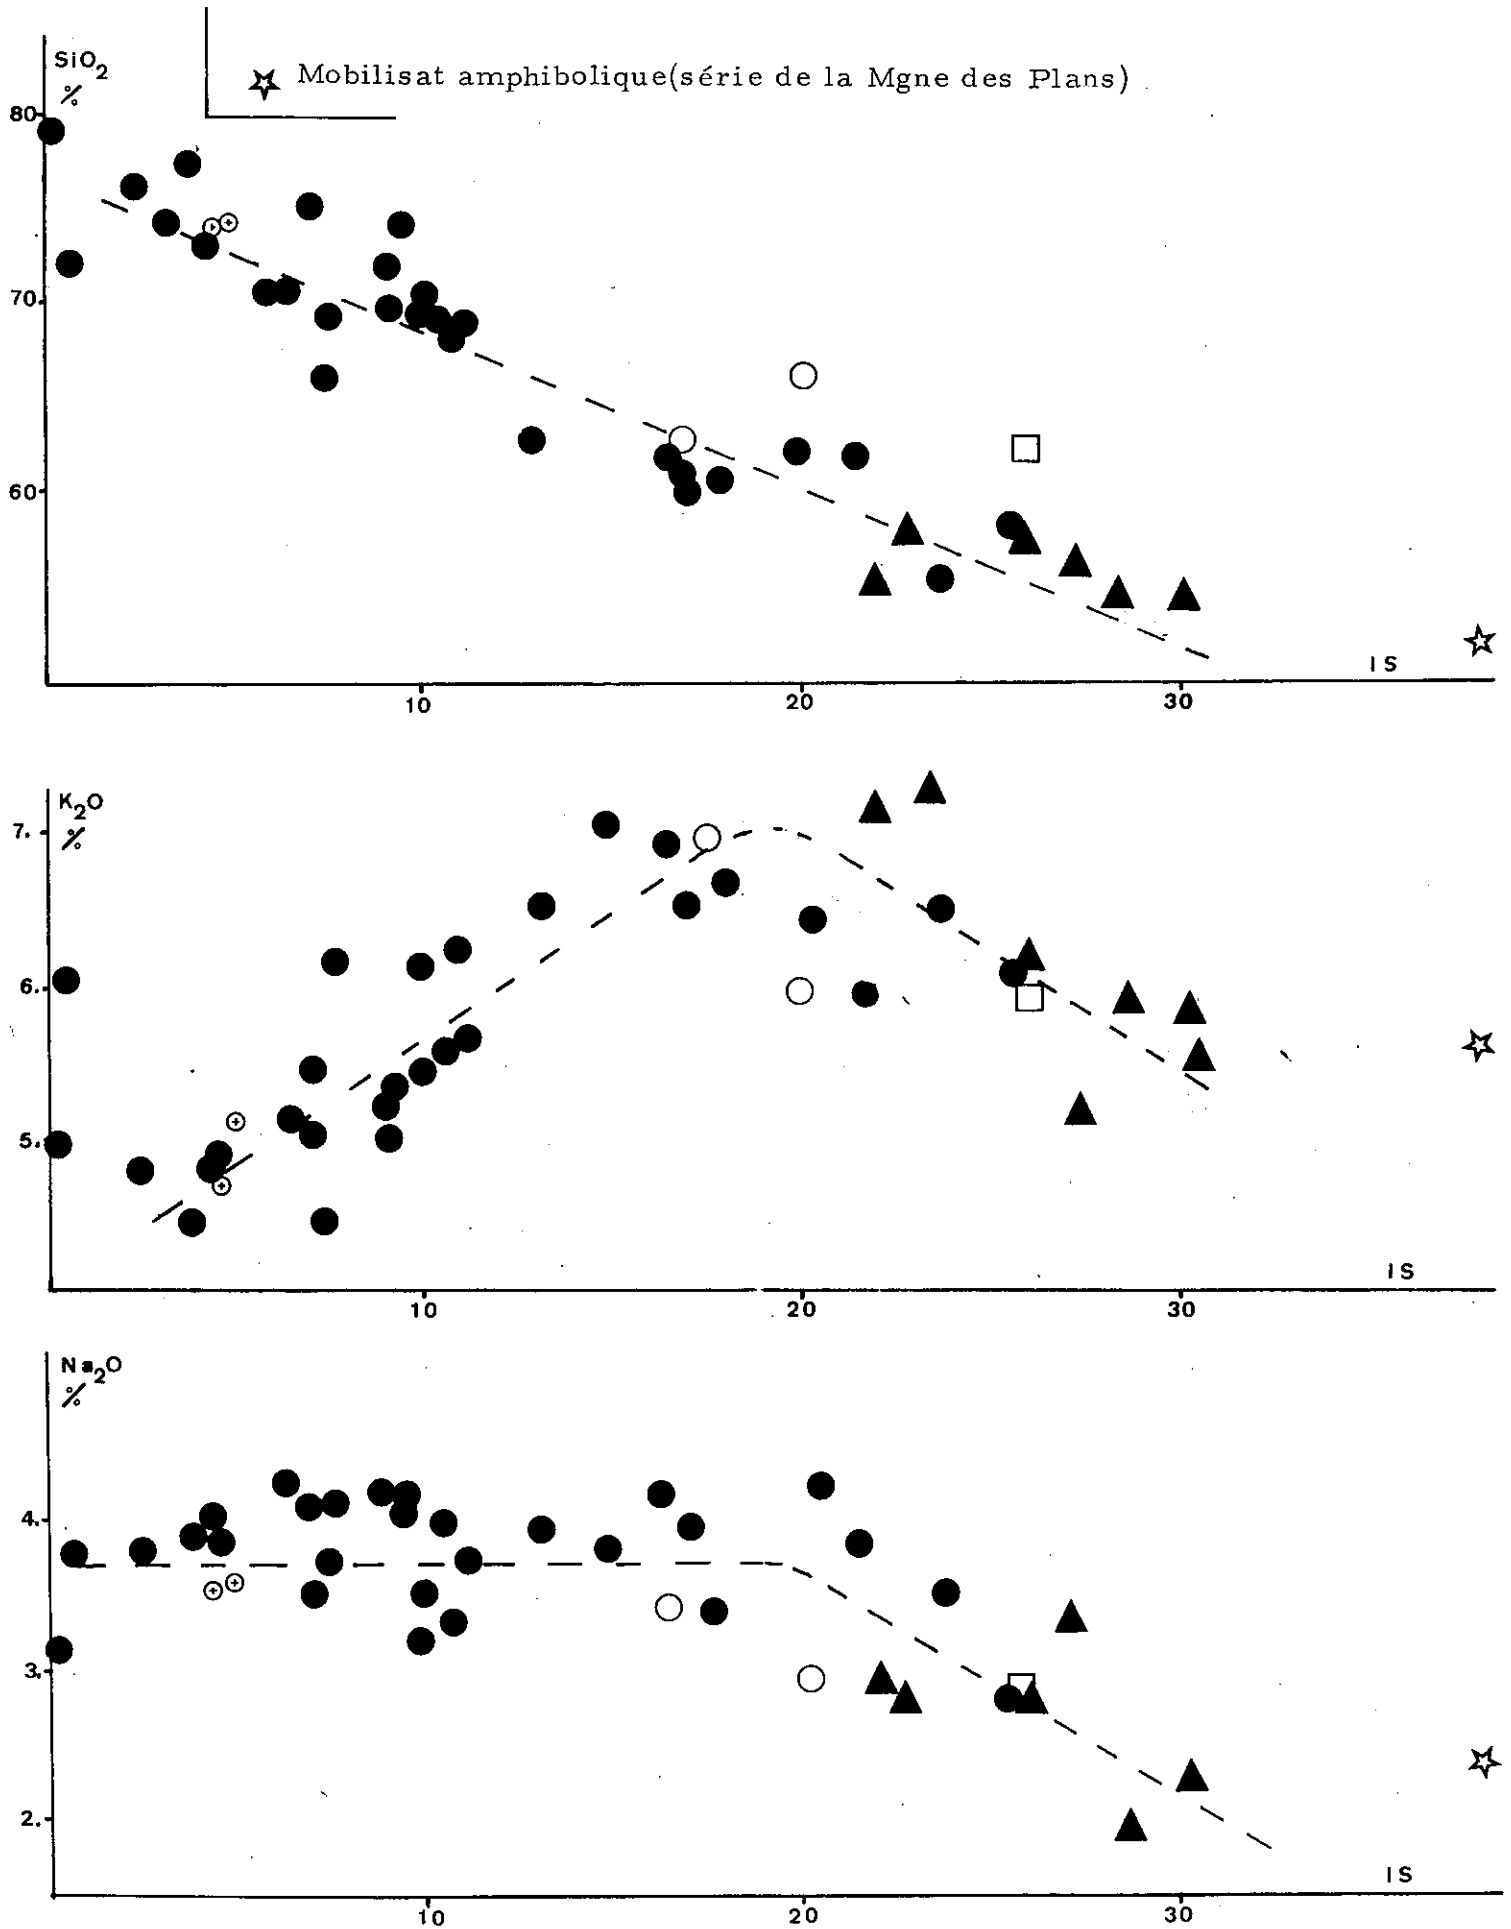 SiO2
%
☆ Mobilisat amphibolique(série de la Mgne des Plans)
80
70
60
IS
10 20 30
K2O
%
7.
6.
5.
IS
10 20 30
Na2O
%
4.
3.
2.
IS
10 20 30